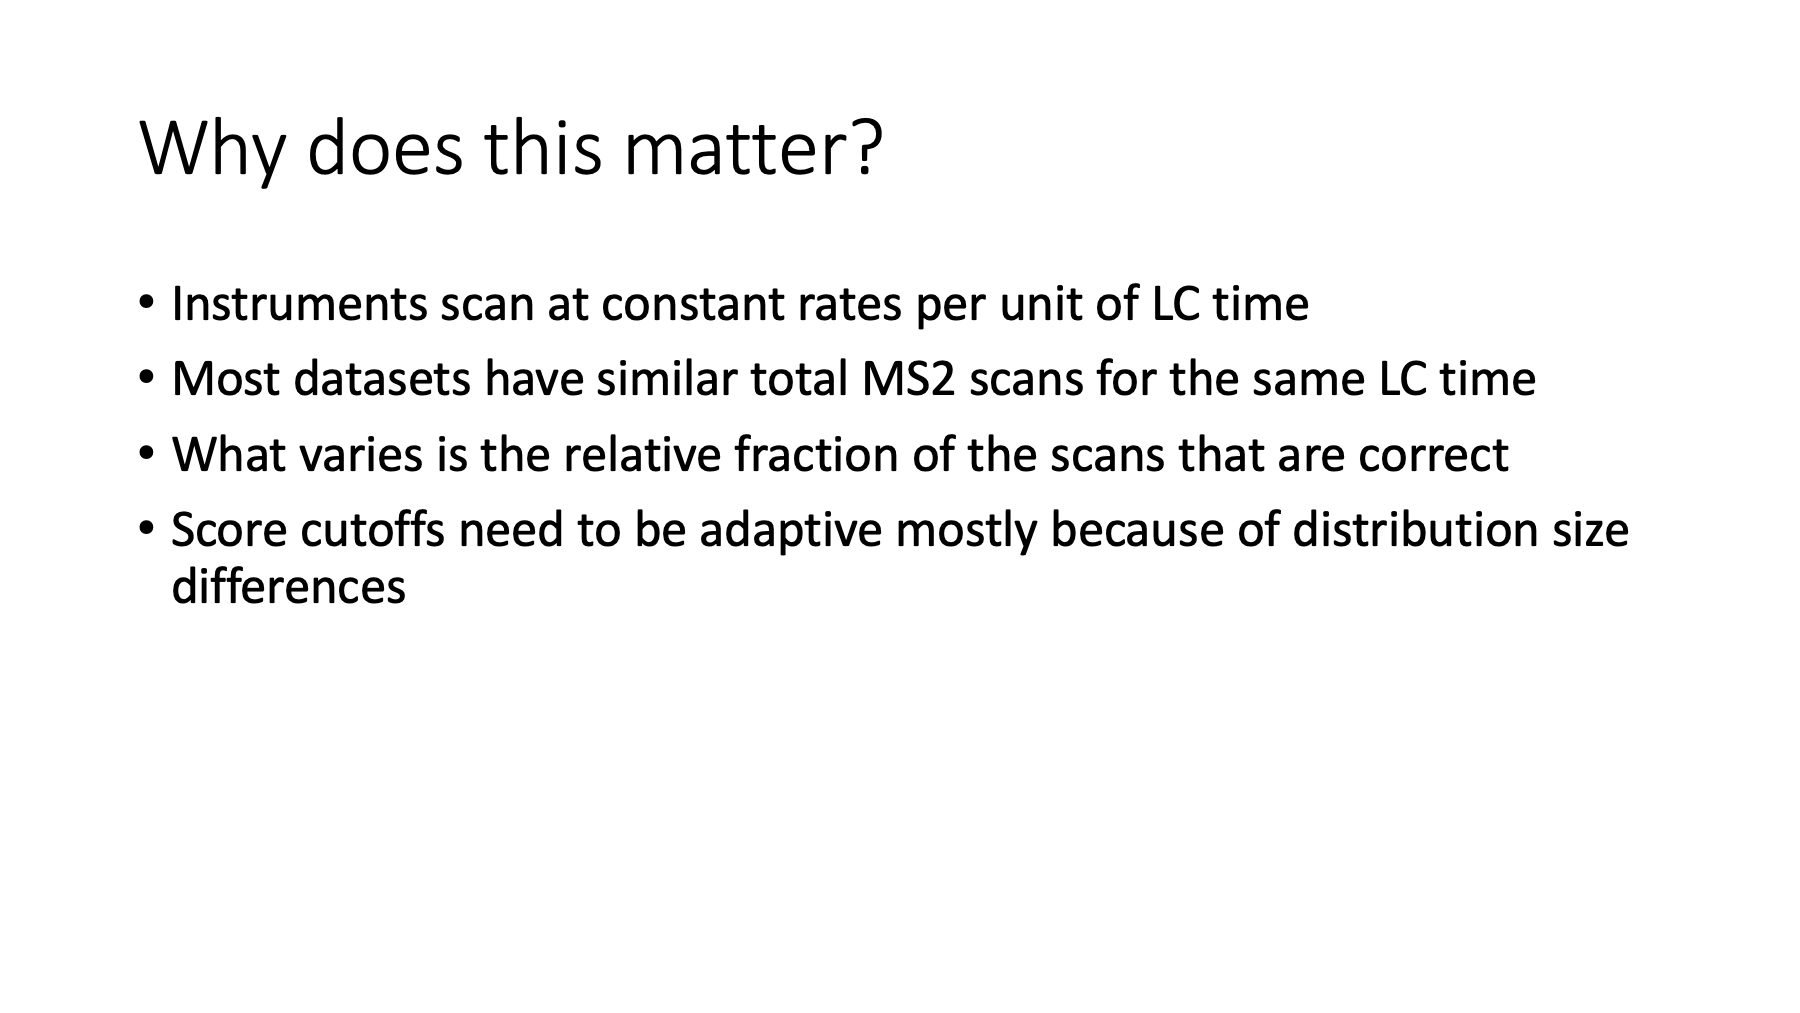 Why does this matter?
• Instruments scan at constant rates per unit of LC time
• Most datasets have similar total MS2 scans for the same LC time
• What varies is the relative fraction of the scans that are correct
• Score cutoffs need to be adaptive mostly because of distribution size
differences